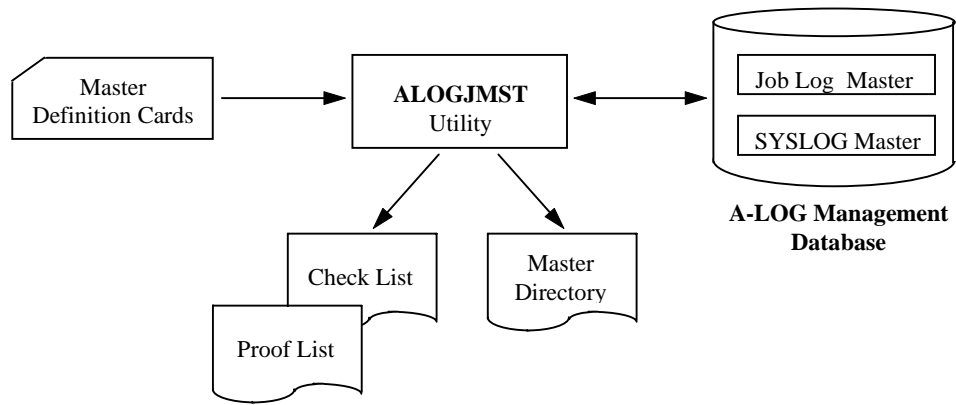 Master
Definition Cards
ALOGJMST
Utility
Job Log Master
SYSLOG Master
A-LOG Management
Database
Check List
Proof List
Master
Directory